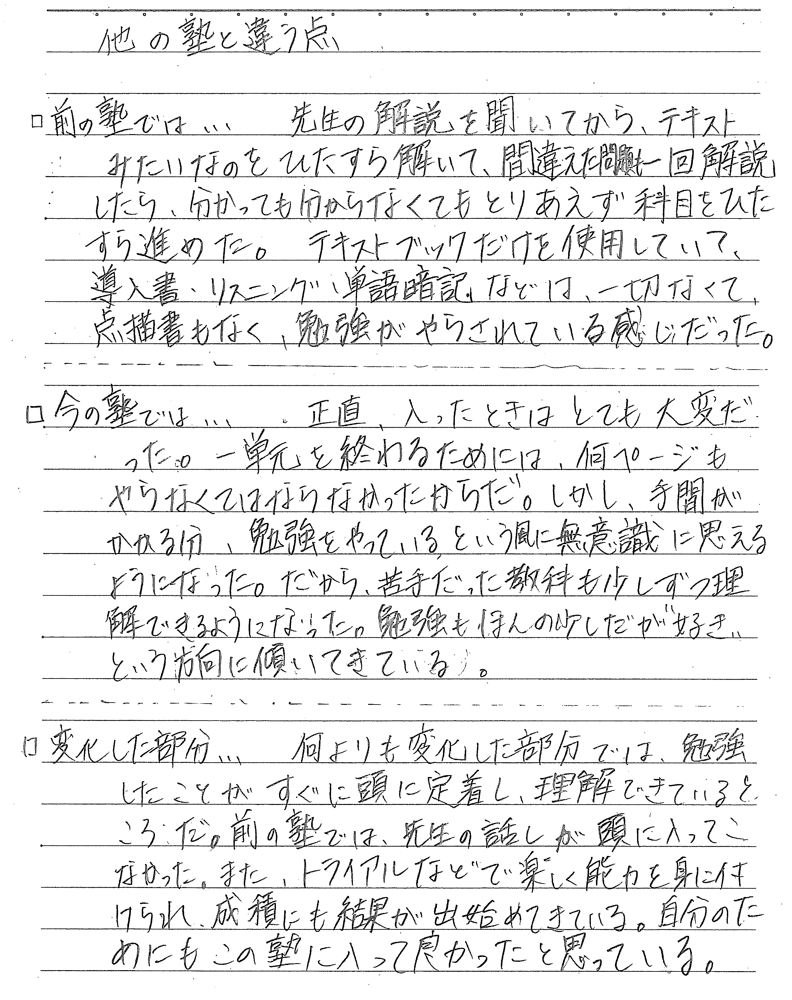 他の塾と違う点
□前の塾では… 先生の解説を聞いてから、テキスト
みたいなのをひたすら解いて、間違えた問題も一回解説
したら、分かっても分からなくてもとりあえず科目をひた
すら進めた。 テキストブックだけを使用していて、
導入書・リスニング、単語暗記などは、一切なくて、
点描書もなく、勉強がやらされている感じだった。
□今の塾では… 正直、入ったときはとても大変だ
った。一単元を終わるためには、何ページも
やらなくてはならなかったからだ。しかし、手間が
かかる分、勉強をやっているという風に無意識に思える
ようになった。だから、苦手だった教科も少しずつ理
解できるようになった。勉強もほんの少しだが好き
という方向に傾いてきている。
□変化した部分… 何よりも変化した部分では、勉強
したことがすぐに頭に定着し、理解できていると
ころだ。前の塾では、先生の話しが頭に入ってこ
なかった。また、トライアルなどで楽しく能力を身に付
けられ、成積にも結果が出始めてきている。自分のた
めにもこの塾に入って良かったと思っている。